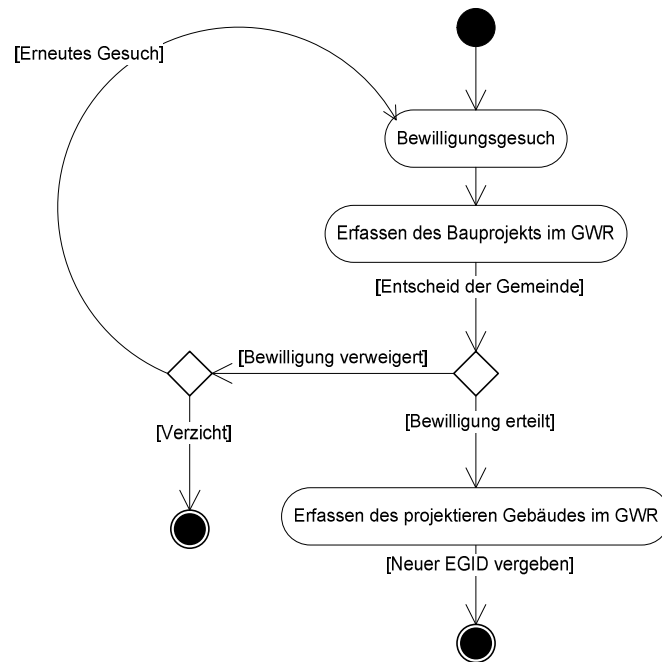 [Erneutes Gesuch]
Bewilligungsgesuch
Erfassen des Bauprojekts im GWR
[Entscheid der Gemeinde]
[Bewilligung verweigert]
[Verzicht]
[Bewilligung erteilt]
Erfassen des projektieren Gebäudes im GWR
[Neuer EGID vergeben]